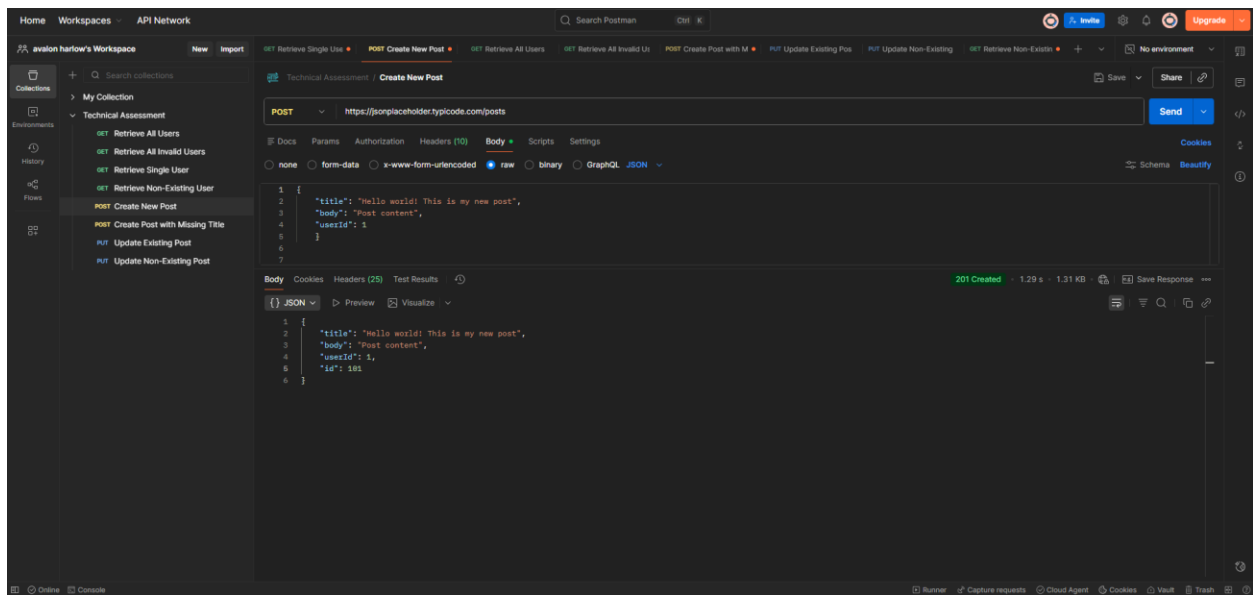 Home Workspaces API Network Search Postman Ctrl K Invite Upgrade
avalon harlow's Workspace New Import GET Retrieve Single Use POST Create New Post GET Retrieve All Users GET Retrieve All Invalid Us POST Create Post with M PUT Update Existing Pos PUT Update Non-Existing GET Retrieve Non-Existin No environment
Collections
Environments
History
Flows
Search collections
My Collection
Technical Assessment
GET Retrieve All Users
GET Retrieve All Invalid Users
GET Retrieve Single User
GET Retrieve Non-Existing User
POST Create New Post
POST Create Post with Missing Title
PUT Update Existing Post
PUT Update Non-Existing Post
Technical Assessment / Create New Post Save Share
POST https://jsonplaceholder.typicode.com/posts Send
Docs Params Authorization Headers (10) Body Scripts Settings Cookies
none form-data x-www-form-urlencoded raw binary GraphQL JSON Schema Beautify
1 {
2 "title": "Hello world! This is my new post",
3 "body": "Post content",
4 "userId": 1
5 }
6
7
Body Cookies Headers (25) Test Results 201 Created 1.29 s 1.31 KB Save Response
{} JSON Preview Visualize
1 {
2 "title": "Hello world! This is my new post",
3 "body": "Post content",
4 "userId": 1,
5 "id": 101
6 }
Online Console Runner Capture requests Cloud Agent Cookies Vault Trash